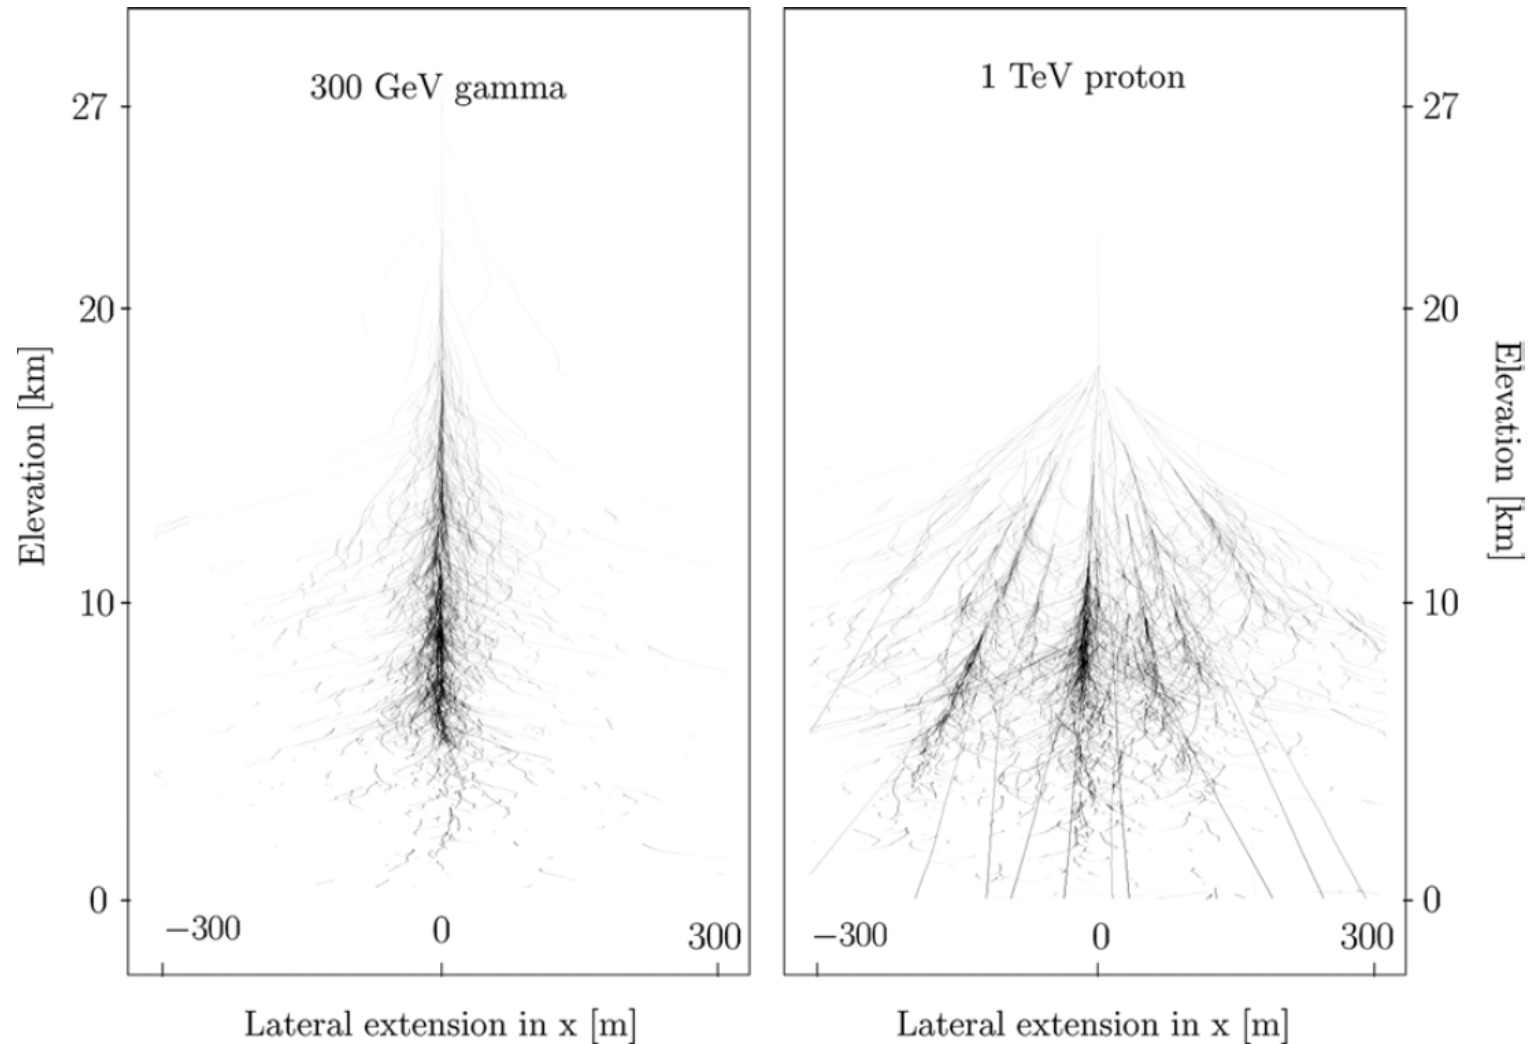 300 GeV gamma
27
20
10
0
Elevation [km]
−300
0
300
Lateral extension in x [m]
1 TeV proton
27
20
10
0
Elevation [km]
−300
0
300
Lateral extension in x [m]